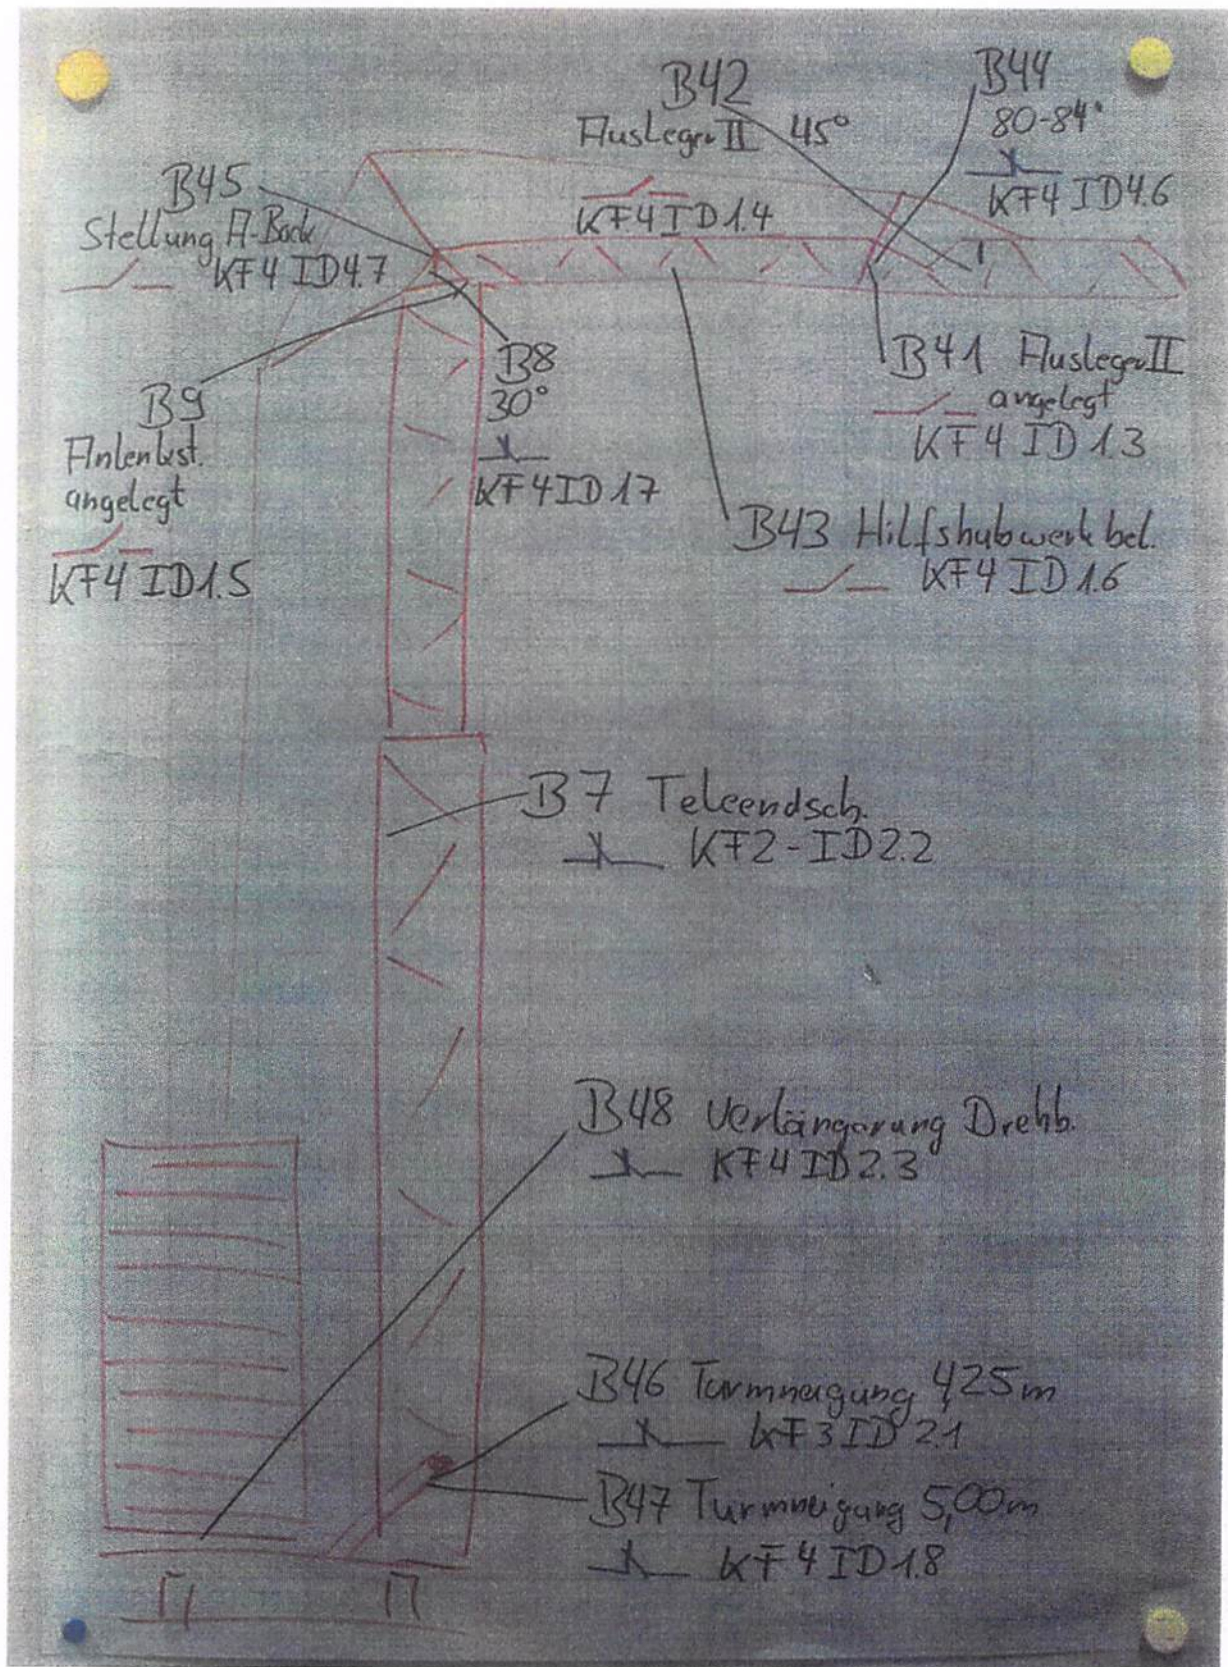 B42
Ausleger II 45°
KF4 ID1.4
B44
80-84°
KF4 ID4.6
B45
Stellung A-Bock
KF4 ID4.7
B9
Anlenkst.
angelegt
KF4 ID1.5
B8
30°
KF4 ID17
B41 Ausleger II
angelegt
KF4 ID1.3
B43 Hilfshubwerk bel.
KF4 ID1.6
B7 Teleendsch.
KF2-ID2.2
B48 Verlängerung Drehb.
KF4 ID2.3
B46 Turmneigung 4,25m
KF3 ID2.1
B47 Turmneigung 5,00m
KF4 ID1.8